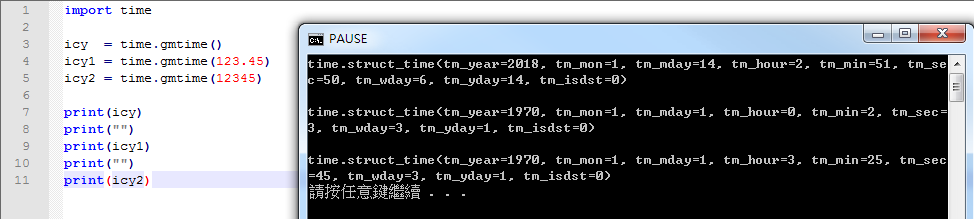 1 import time
2
3 icy  = time.gmtime()
4 icy1 = time.gmtime(123.45)
5 icy2 = time.gmtime(12345)
6
7 print(icy)
8 print("")
9 print(icy1)
10 print("")
11 print(icy2)
PAUSE
time.struct_time(tm_year=2018, tm_mon=1, tm_mday=14, tm_hour=2, tm_min=51, tm_se
c=50, tm_wday=6, tm_yday=14, tm_isdst=0)
time.struct_time(tm_year=1970, tm_mon=1, tm_mday=1, tm_hour=0, tm_min=2, tm_sec=
3, tm_wday=3, tm_yday=1, tm_isdst=0)
time.struct_time(tm_year=1970, tm_mon=1, tm_mday=1, tm_hour=3, tm_min=25, tm_sec
=45, tm_wday=3, tm_yday=1, tm_isdst=0)
請按任意鍵繼續 . . .